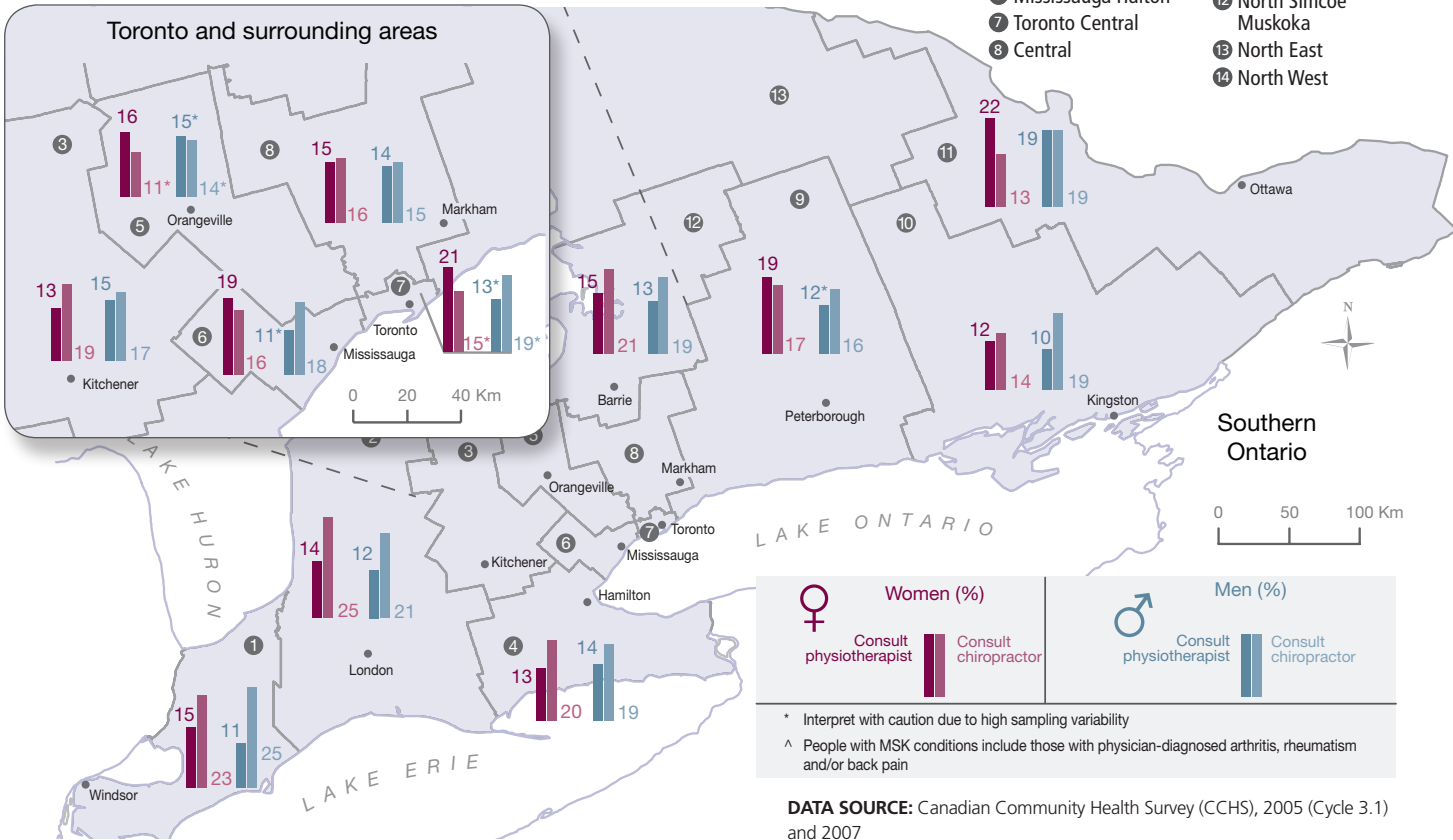 Toronto and surrounding areas
7 Toronto Central
8 Central
12 North Simcoe
Muskoka
13 North East
14 North West
3
16
11*
15*
14*
Orangeville
5
8
15
16
14
15
Markham
13
19
15
17
Kitchener
6
19
16
11*
18
Mississauga
7
Toronto
21
15*
13*
19*
0 20 40 Km
13
11
22
13
19
19
Ottawa
12
9
10
15
21
13
19
Barrie
19
17
12*
16
Peterborough
12
14
10
19
Kingston
N
Southern
Ontario
0 50 100 Km
LAKE HURON
3
8
Orangeville
Markham
7
Toronto
6
Mississauga
Kitchener
Hamilton
LAKE ONTARIO
14
25
12
21
London
1
4
13
20
14
19
15
23
11
25
Windsor
LAKE ERIE
Women (%)
Consult
physiotherapist
Consult
chiropractor
Men (%)
Consult
physiotherapist
Consult
chiropractor
* Interpret with caution due to high sampling variability
^ People with MSK conditions include those with physician-diagnosed arthritis, rheumatism
and/or back pain
DATA SOURCE: Canadian Community Health Survey (CCHS), 2005 (Cycle 3.1)
and 2007